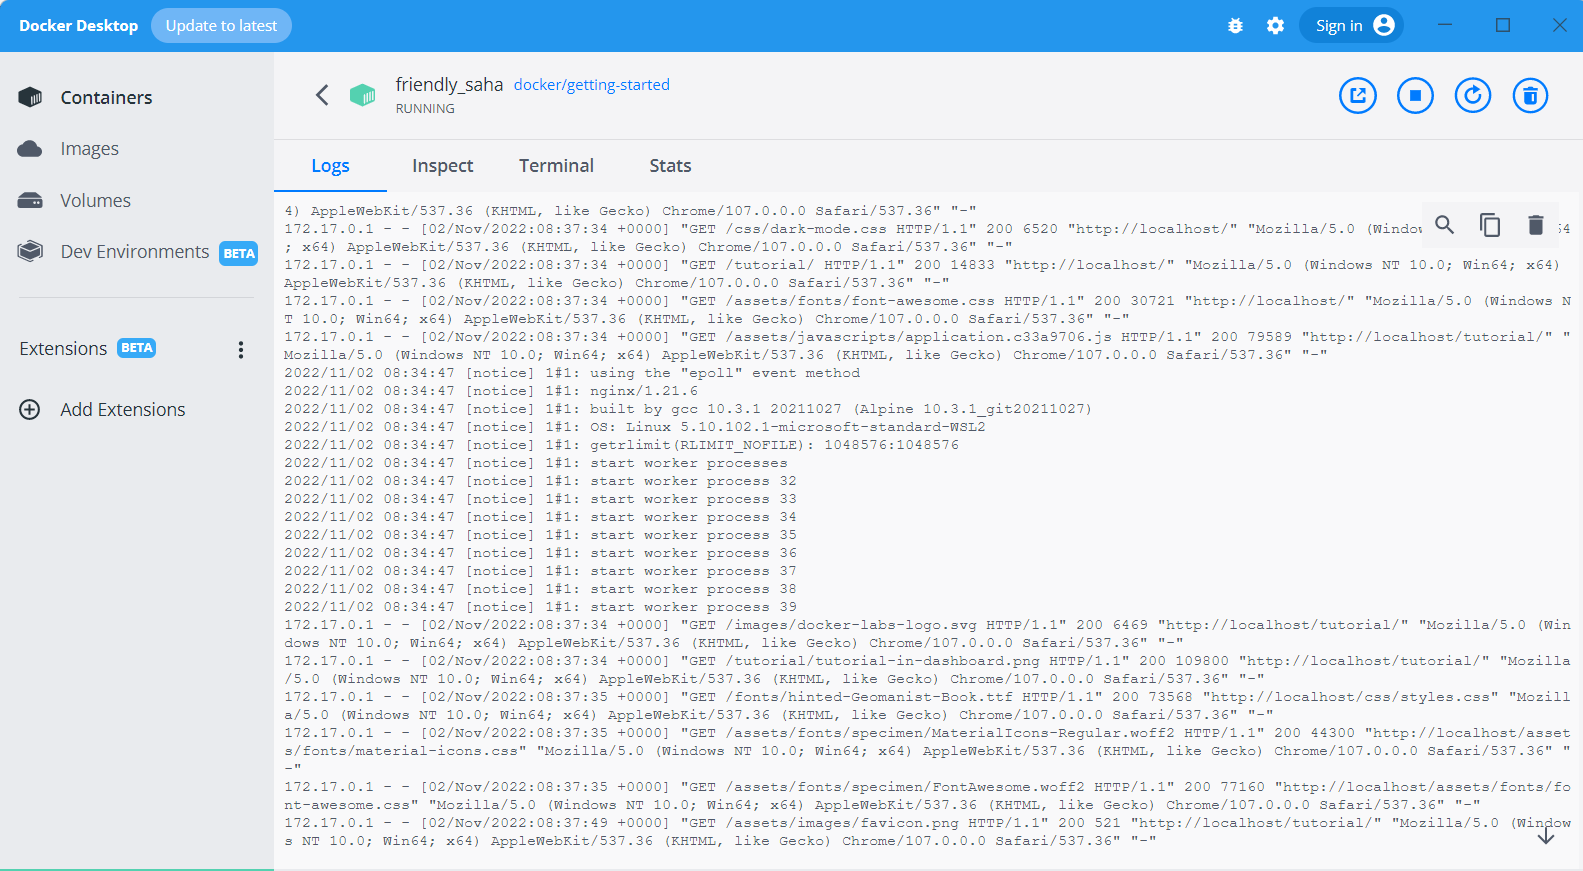 Docker Desktop Update to latest Sign in
Containers
Images
Volumes
Dev Environments BETA
Extensions BETA
Add Extensions
friendly_saha docker/getting-started
RUNNING
Logs Inspect Terminal Stats
4) AppleWebKit/537.36 (KHTML, like Gecko) Chrome/107.0.0.0 Safari/537.36" "-"
172.17.0.1 - - [02/Nov/2022:08:37:34 +0000] "GET /css/dark-mode.css HTTP/1.1" 200 6520 "http://localhost/" "Mozilla/5.0 (Windo 64
; x64) AppleWebKit/537.36 (KHTML, like Gecko) Chrome/107.0.0.0 Safari/537.36" "-"
172.17.0.1 - - [02/Nov/2022:08:37:34 +0000] "GET /tutorial/ HTTP/1.1" 200 14833 "http://localhost/" "Mozilla/5.0 (Windows NT 10.0; Win64; x64)
AppleWebKit/537.36 (KHTML, like Gecko) Chrome/107.0.0.0 Safari/537.36" "-"
172.17.0.1 - - [02/Nov/2022:08:37:34 +0000] "GET /assets/fonts/font-awesome.css HTTP/1.1" 200 30721 "http://localhost/" "Mozilla/5.0 (Windows N
T 10.0; Win64; x64) AppleWebKit/537.36 (KHTML, like Gecko) Chrome/107.0.0.0 Safari/537.36" "-"
172.17.0.1 - - [02/Nov/2022:08:37:34 +0000] "GET /assets/javascripts/application.c33a9706.js HTTP/1.1" 200 79589 "http://localhost/tutorial/" "
Mozilla/5.0 (Windows NT 10.0; Win64; x64) AppleWebKit/537.36 (KHTML, like Gecko) Chrome/107.0.0.0 Safari/537.36" "-"
2022/11/02 08:34:47 [notice] 1#1: using the "epoll" event method
2022/11/02 08:34:47 [notice] 1#1: nginx/1.21.6
2022/11/02 08:34:47 [notice] 1#1: built by gcc 10.3.1 20211027 (Alpine 10.3.1_git20211027)
2022/11/02 08:34:47 [notice] 1#1: OS: Linux 5.10.102.1-microsoft-standard-WSL2
2022/11/02 08:34:47 [notice] 1#1: getrlimit(RLIMIT_NOFILE): 1048576:1048576
2022/11/02 08:34:47 [notice] 1#1: start worker processes
2022/11/02 08:34:47 [notice] 1#1: start worker process 32
2022/11/02 08:34:47 [notice] 1#1: start worker process 33
2022/11/02 08:34:47 [notice] 1#1: start worker process 34
2022/11/02 08:34:47 [notice] 1#1: start worker process 35
2022/11/02 08:34:47 [notice] 1#1: start worker process 36
2022/11/02 08:34:47 [notice] 1#1: start worker process 37
2022/11/02 08:34:47 [notice] 1#1: start worker process 38
2022/11/02 08:34:47 [notice] 1#1: start worker process 39
172.17.0.1 - - [02/Nov/2022:08:37:34 +0000] "GET /images/docker-labs-logo.svg HTTP/1.1" 200 6469 "http://localhost/tutorial/" "Mozilla/5.0 (Win
dows NT 10.0; Win64; x64) AppleWebKit/537.36 (KHTML, like Gecko) Chrome/107.0.0.0 Safari/537.36" "-"
172.17.0.1 - - [02/Nov/2022:08:37:34 +0000] "GET /tutorial/tutorial-in-dashboard.png HTTP/1.1" 200 109800 "http://localhost/tutorial/" "Mozilla
/5.0 (Windows NT 10.0; Win64; x64) AppleWebKit/537.36 (KHTML, like Gecko) Chrome/107.0.0.0 Safari/537.36" "-"
172.17.0.1 - - [02/Nov/2022:08:37:35 +0000] "GET /fonts/hinted-Geomanist-Book.ttf HTTP/1.1" 200 73568 "http://localhost/css/styles.css" "Mozill
a/5.0 (Windows NT 10.0; Win64; x64) AppleWebKit/537.36 (KHTML, like Gecko) Chrome/107.0.0.0 Safari/537.36" "-"
172.17.0.1 - - [02/Nov/2022:08:37:35 +0000] "GET /assets/fonts/specimen/MaterialIcons-Regular.woff2 HTTP/1.1" 200 44300 "http://localhost/asset
s/fonts/material-icons.css" "Mozilla/5.0 (Windows NT 10.0; Win64; x64) AppleWebKit/537.36 (KHTML, like Gecko) Chrome/107.0.0.0 Safari/537.36" "
-"
172.17.0.1 - - [02/Nov/2022:08:37:35 +0000] "GET /assets/fonts/specimen/FontAwesome.woff2 HTTP/1.1" 200 77160 "http://localhost/assets/fonts/fo
nt-awesome.css" "Mozilla/5.0 (Windows NT 10.0; Win64; x64) AppleWebKit/537.36 (KHTML, like Gecko) Chrome/107.0.0.0 Safari/537.36" "-"
172.17.0.1 - - [02/Nov/2022:08:37:49 +0000] "GET /assets/images/favicon.png HTTP/1.1" 200 521 "http://localhost/tutorial/" "Mozilla/5.0 (Window
s NT 10.0; Win64; x64) AppleWebKit/537.36 (KHTML, like Gecko) Chrome/107.0.0.0 Safari/537.36" "-"